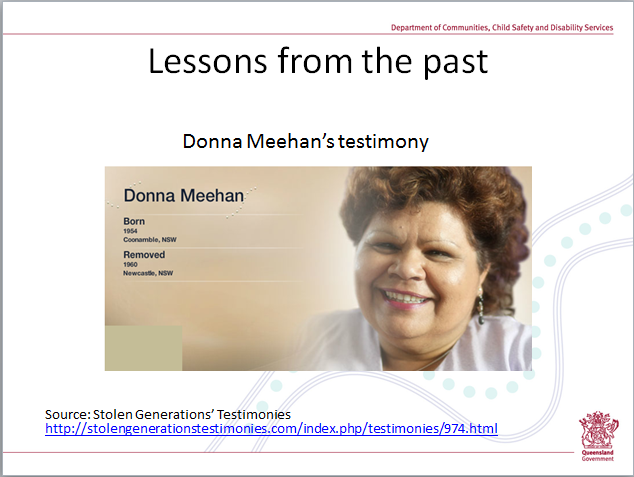 Department of Communities, Child Safety and Disability Services
Lessons from the past
Donna Meehan's testimony
Donna Meehan
Born
1954
Coonamble, NSW
Removed
1960
Newcastle, NSW
Source: Stolen Generations' Testimonies
http://stolengenerationstestimonies.com/index.php/testimonies/974.html
Queensland
Government